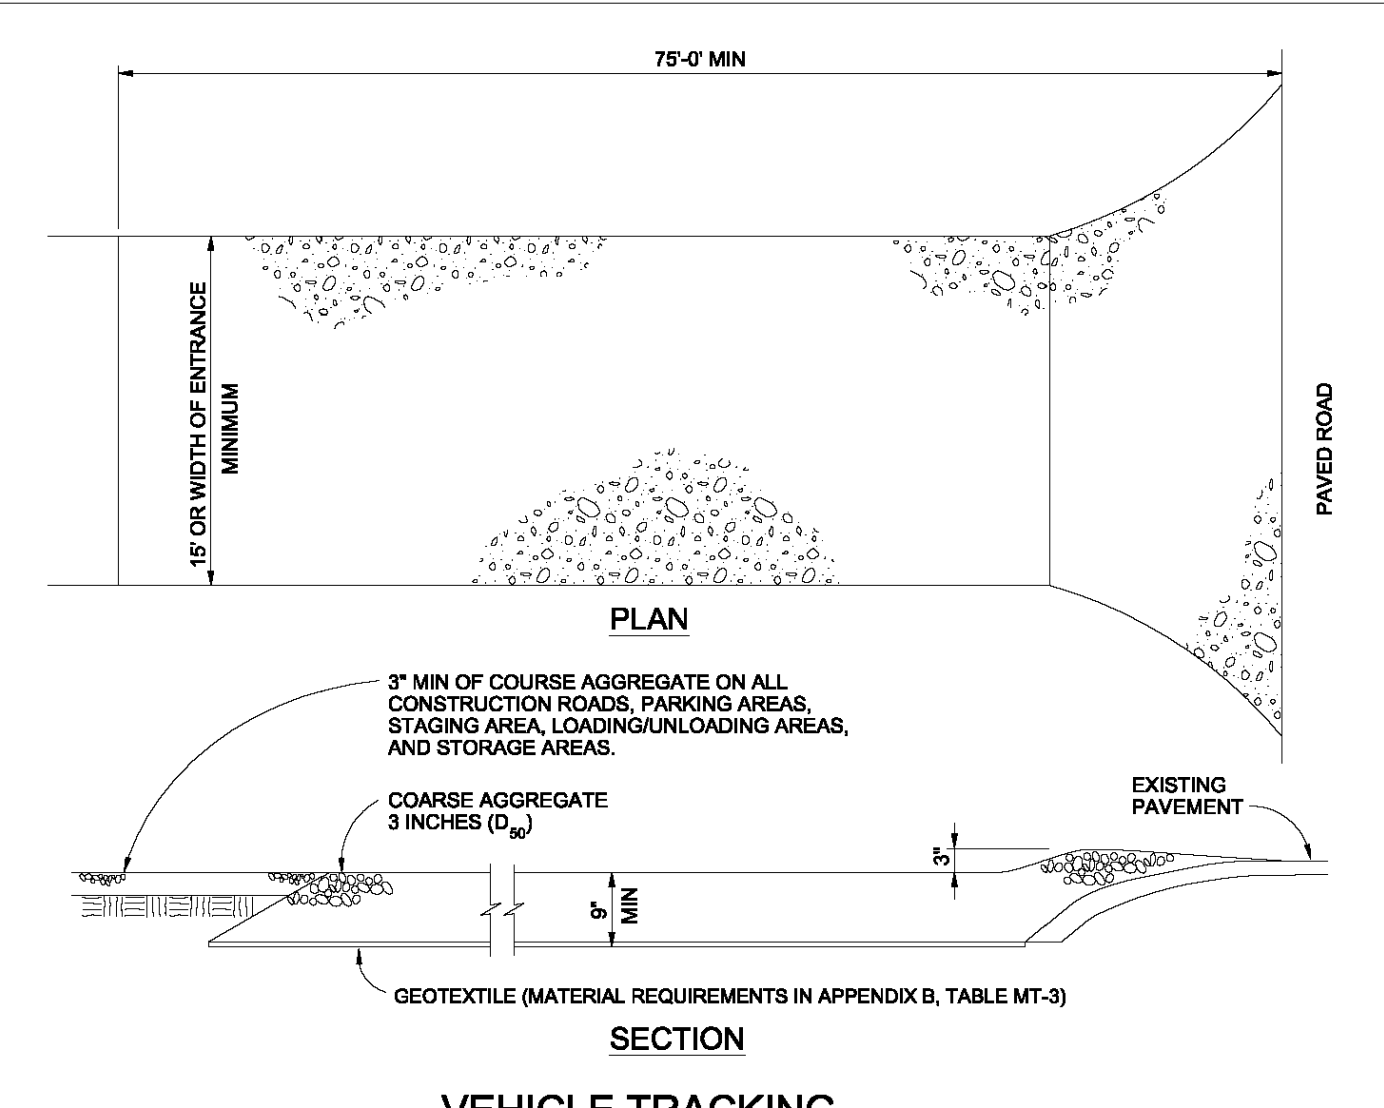 75'-0' MIN
15' OR WIDTH OF ENTRANCE
MINIMUM
PAVED ROAD
PLAN
3" MIN OF COURSE AGGREGATE ON ALL
CONSTRUCTION ROADS, PARKING AREAS,
STAGING AREA, LOADING/UNLOADING AREAS,
AND STORAGE AREAS.
COARSE AGGREGATE
3 INCHES (D50)
EXISTING
PAVEMENT
3"
9"
MIN
GEOTEXTILE (MATERIAL REQUIREMENTS IN APPENDIX B, TABLE MT-3)
SECTION
VEHICLE TRACKING